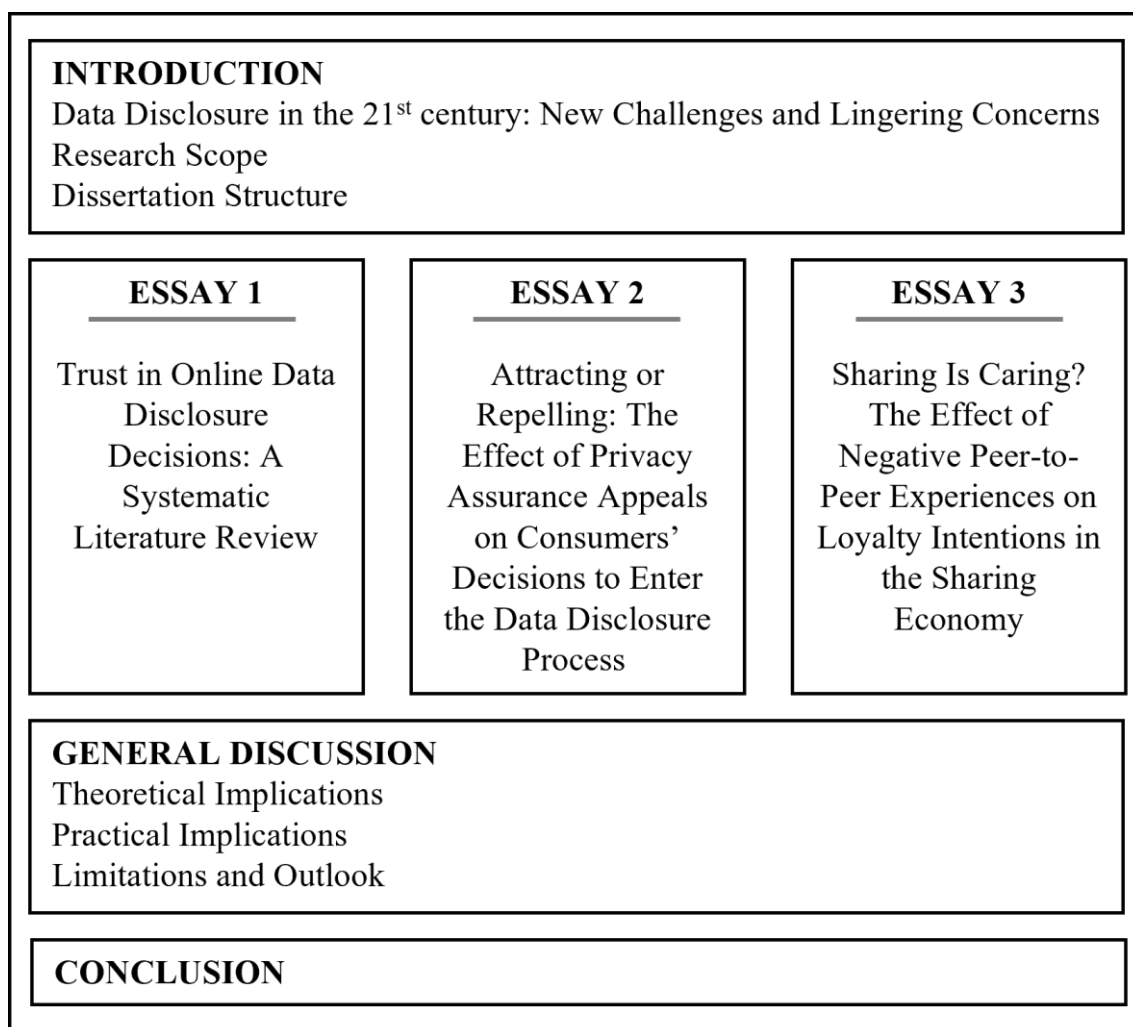 INTRODUCTION
Data Disclosure in the 21st century: New Challenges and Lingering Concerns
Research Scope
Dissertation Structure
ESSAY 1
Trust in Online Data
Disclosure
Decisions: A
Systematic
Literature Review
ESSAY 2
Attracting or
Repelling: The
Effect of Privacy
Assurance Appeals
on Consumers’
Decisions to Enter
the Data Disclosure
Process
ESSAY 3
Sharing Is Caring?
The Effect of
Negative Peer-to-
Peer Experiences on
Loyalty Intentions in
the Sharing
Economy
GENERAL DISCUSSION
Theoretical Implications
Practical Implications
Limitations and Outlook
CONCLUSION